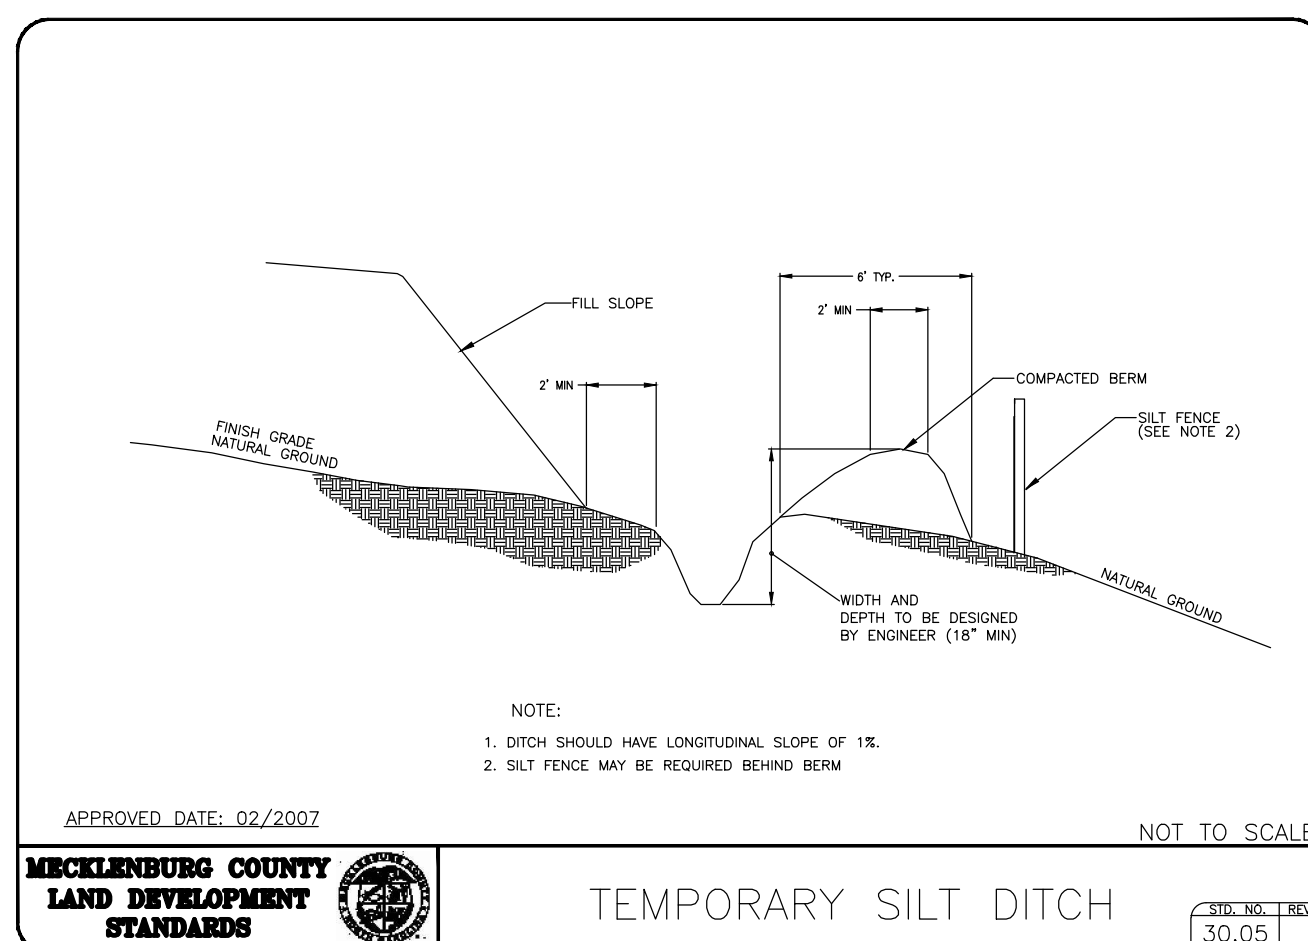 6' TYP.
2' MIN
FILL SLOPE
2' MIN
COMPACTED BERM
SILT FENCE
(SEE NOTE 2)
FINISH GRADE
NATURAL GROUND
NATURAL GROUND
WIDTH AND
DEPTH TO BE DESIGNED
BY ENGINEER (18" MIN)
NOTE:
1. DITCH SHOULD HAVE LONGITUDINAL SLOPE OF 1%.
2. SILT FENCE MAY BE REQUIRED BEHIND BERM
APPROVED DATE: 02/2007
NOT TO SCALE
MECKLENBURG COUNTY
LAND DEVELOPMENT
STANDARDS
TEMPORARY SILT DITCH
STD. NO. REV
30.05